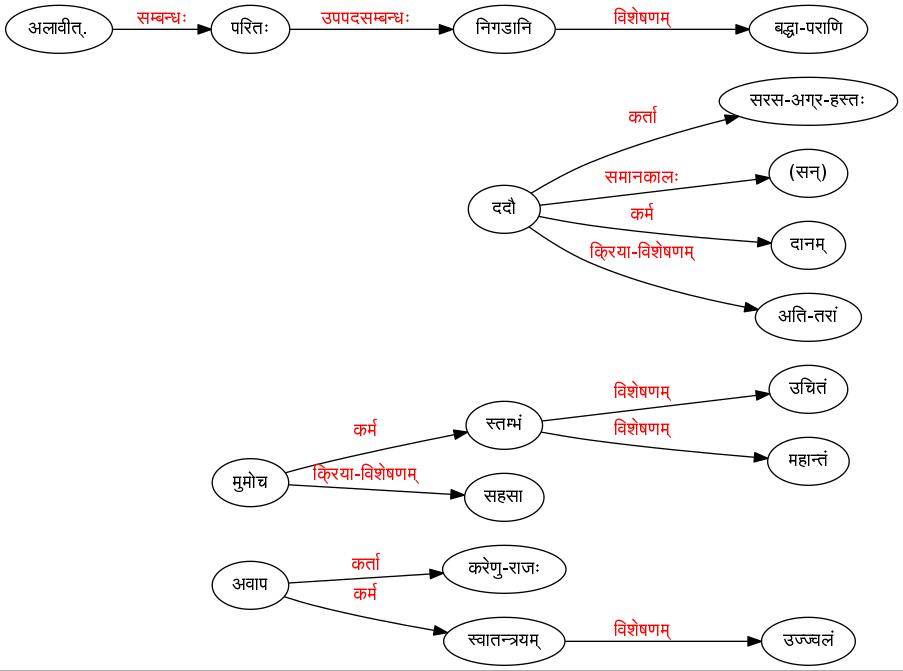 अलावीत्. सम्बन्धः परितः उपपदसम्बन्धः निगडानि विशेषणम् बद्धा-पराणि
कर्ता सरस-अग्र-हस्तः
समानकालः (सन्)
ददौ
कर्म दानम्
क्रिया-विशेषणम् अति-तरां
विशेषणम् उचितं
कर्म स्तम्भं विशेषणम्
महान्तं
मुमोच क्रिया-विशेषणम् सहसा
कर्ता करेणु-राजः
अवाप कर्म
स्वातन्त्र्यम् विशेषणम् उज्ज्वलं